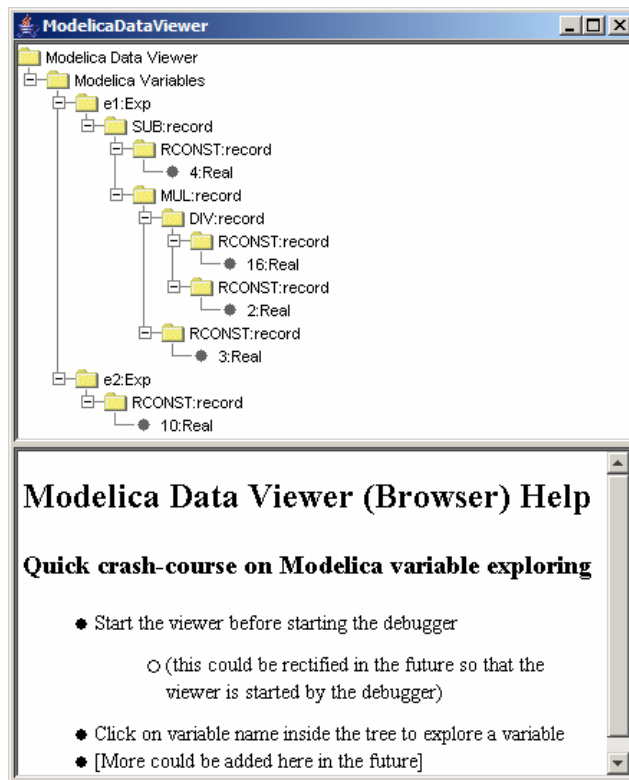 ModelicaDataViewer
Modelica Data Viewer
Modelica Variables
e1:Exp
SUB:record
RCONST:record
4:Real
MUL:record
DIV:record
RCONST:record
16:Real
RCONST:record
2:Real
RCONST:record
3:Real
e2:Exp
RCONST:record
10:Real
Modelica Data Viewer (Browser) Help
Quick crash-course on Modelica variable exploring
Start the viewer before starting the debugger
(this could be rectified in the future so that the
viewer is started by the debugger)
Click on variable name inside the tree to explore a variable
[More could be added here in the future]